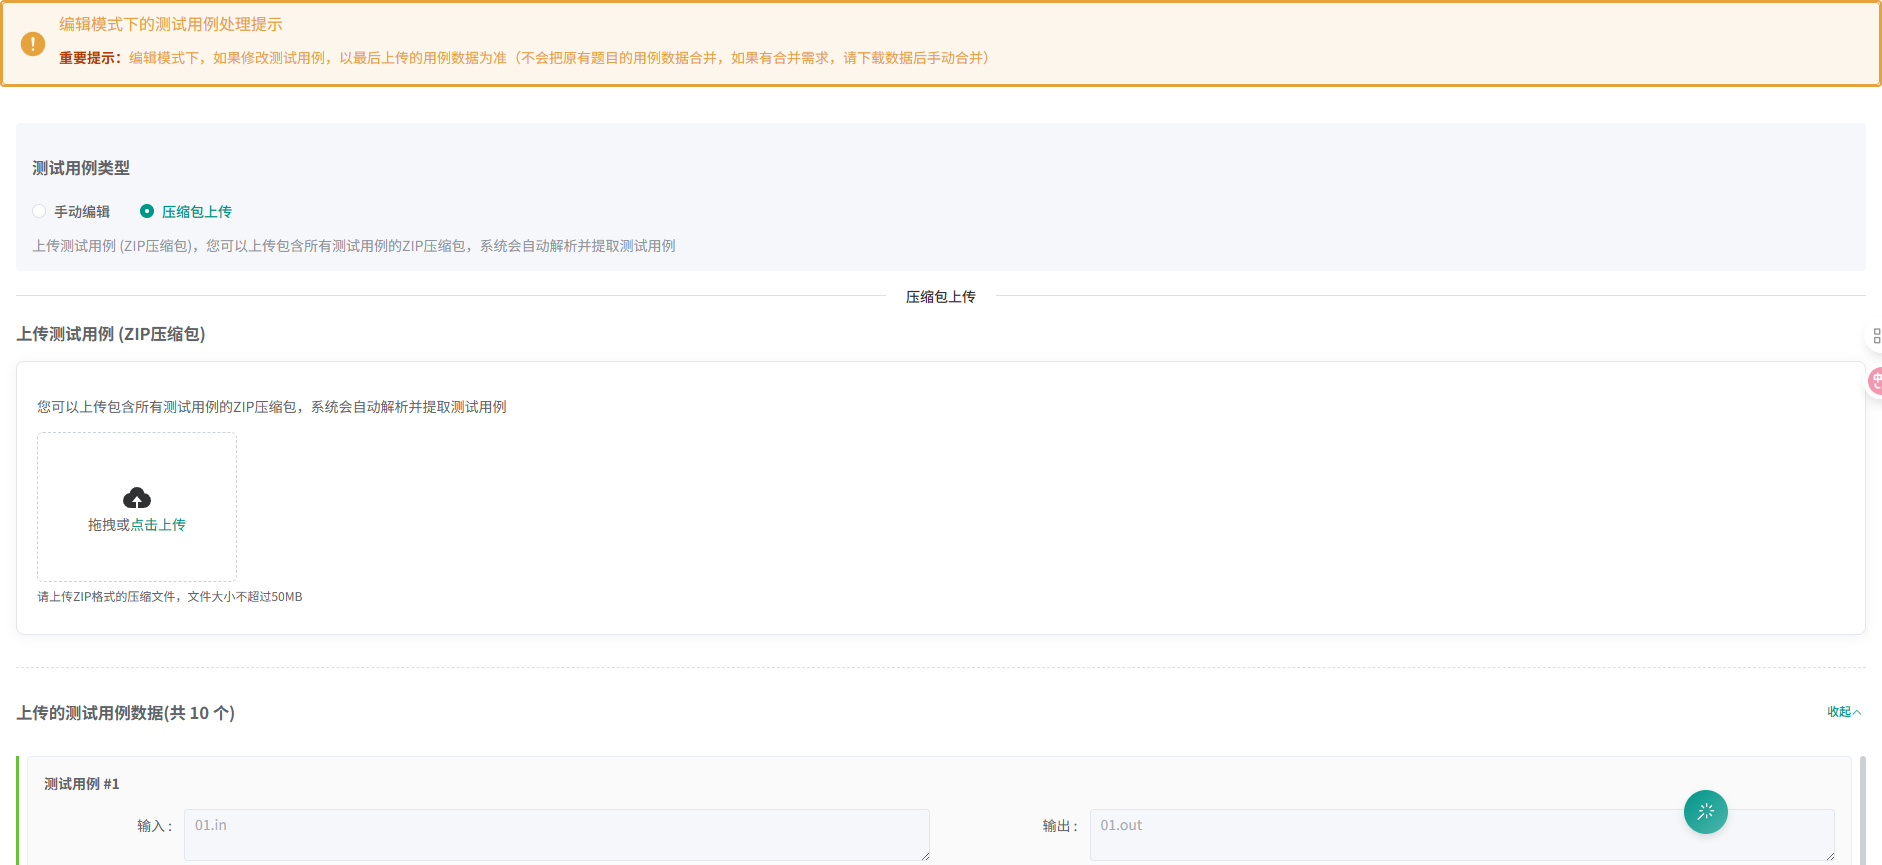 编辑模式下的测试用例处理提示
重要提示：编辑模式下，如果修改测试用例，以最后上传的用例数据为准（不会把原有题目的用例数据合并，如果有合并需求，请下载数据后手动合并）
测试用例类型
手动编辑 压缩包上传
上传测试用例 (ZIP压缩包)，您可以上传包含所有测试用例的ZIP压缩包，系统会自动解析并提取测试用例
压缩包上传
上传测试用例 (ZIP压缩包)
您可以上传包含所有测试用例的ZIP压缩包，系统会自动解析并提取测试用例
拖拽或点击上传
请上传ZIP格式的压缩文件，文件大小不超过50MB
上传的测试用例数据(共 10 个)
收起
测试用例 #1
输入： 01.in 输出： 01.out